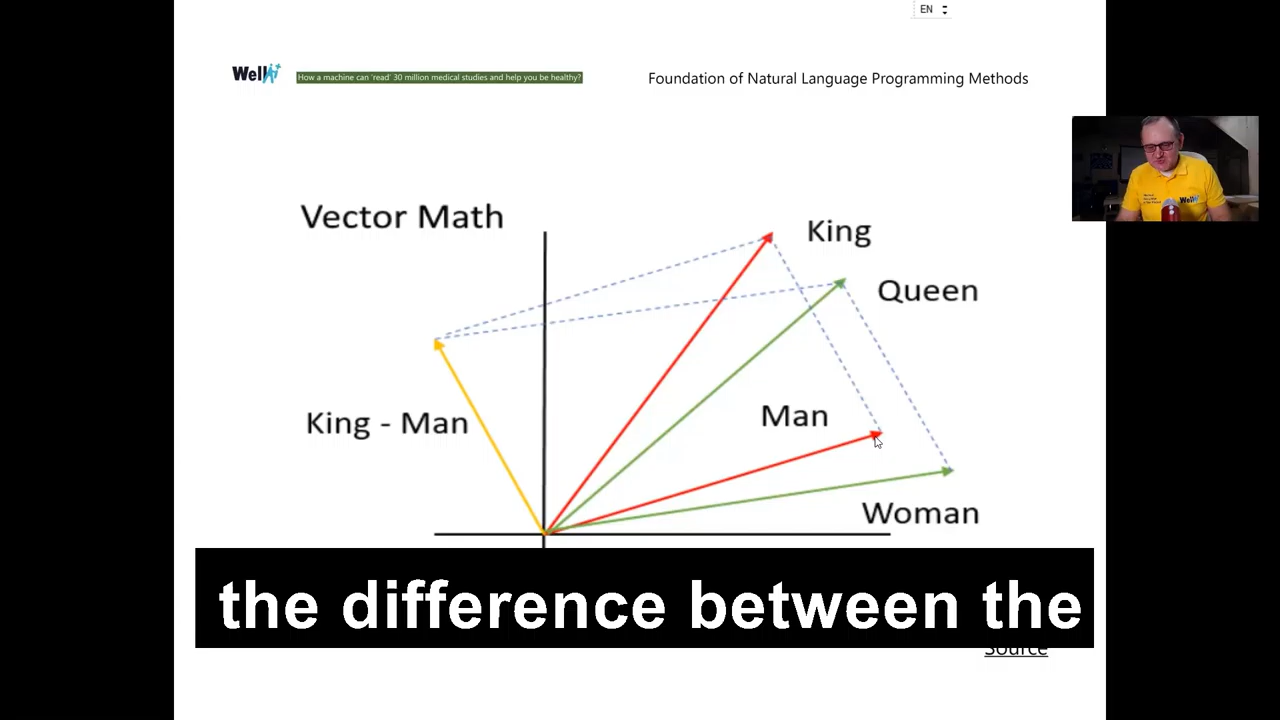 EN
Well
How a machine can 'read' 30 million medical studies and help you be healthy?
Foundation of Natural Language Programming Methods
Vector Math
King
Queen
King - Man
Man
Woman
the difference between the
Source